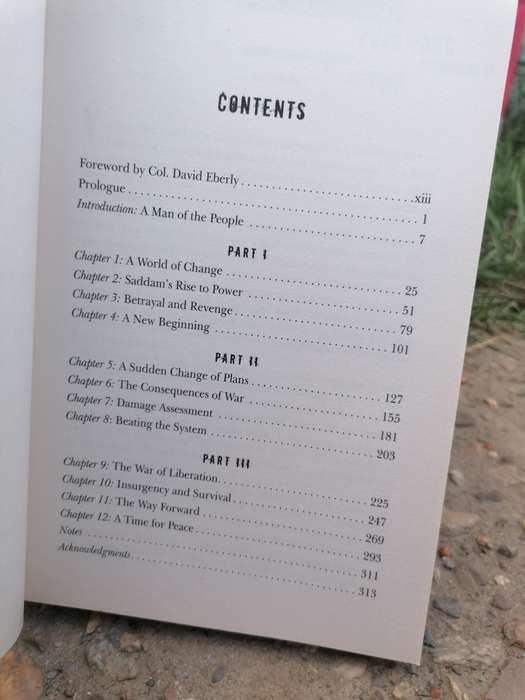 CONTENTS
Foreword by Col. David Eberly..............................xiii
Prologue..............................1
Introduction: A Man of the People ..............................7
PART I
Chapter 1: A World of Change ..............................25
Chapter 2: Saddam's Rise to Power ..............................51
Chapter 3: Betrayal and Revenge..............................79
Chapter 4: A New Beginning ..............................101
PART II
Chapter 5: A Sudden Change of Plans..............................127
Chapter 6: The Consequences of War ..............................155
Chapter 7: Damage Assessment ..............................181
Chapter 8: Beating the System ..............................203
PART III
Chapter 9: The War of Liberation..............................225
Chapter 10: Insurgency and Survival..............................247
Chapter 11: The Way Forward ..............................269
Chapter 12: A Time for Peace..............................293
Notes ..............................311
Acknowledgments..............................313